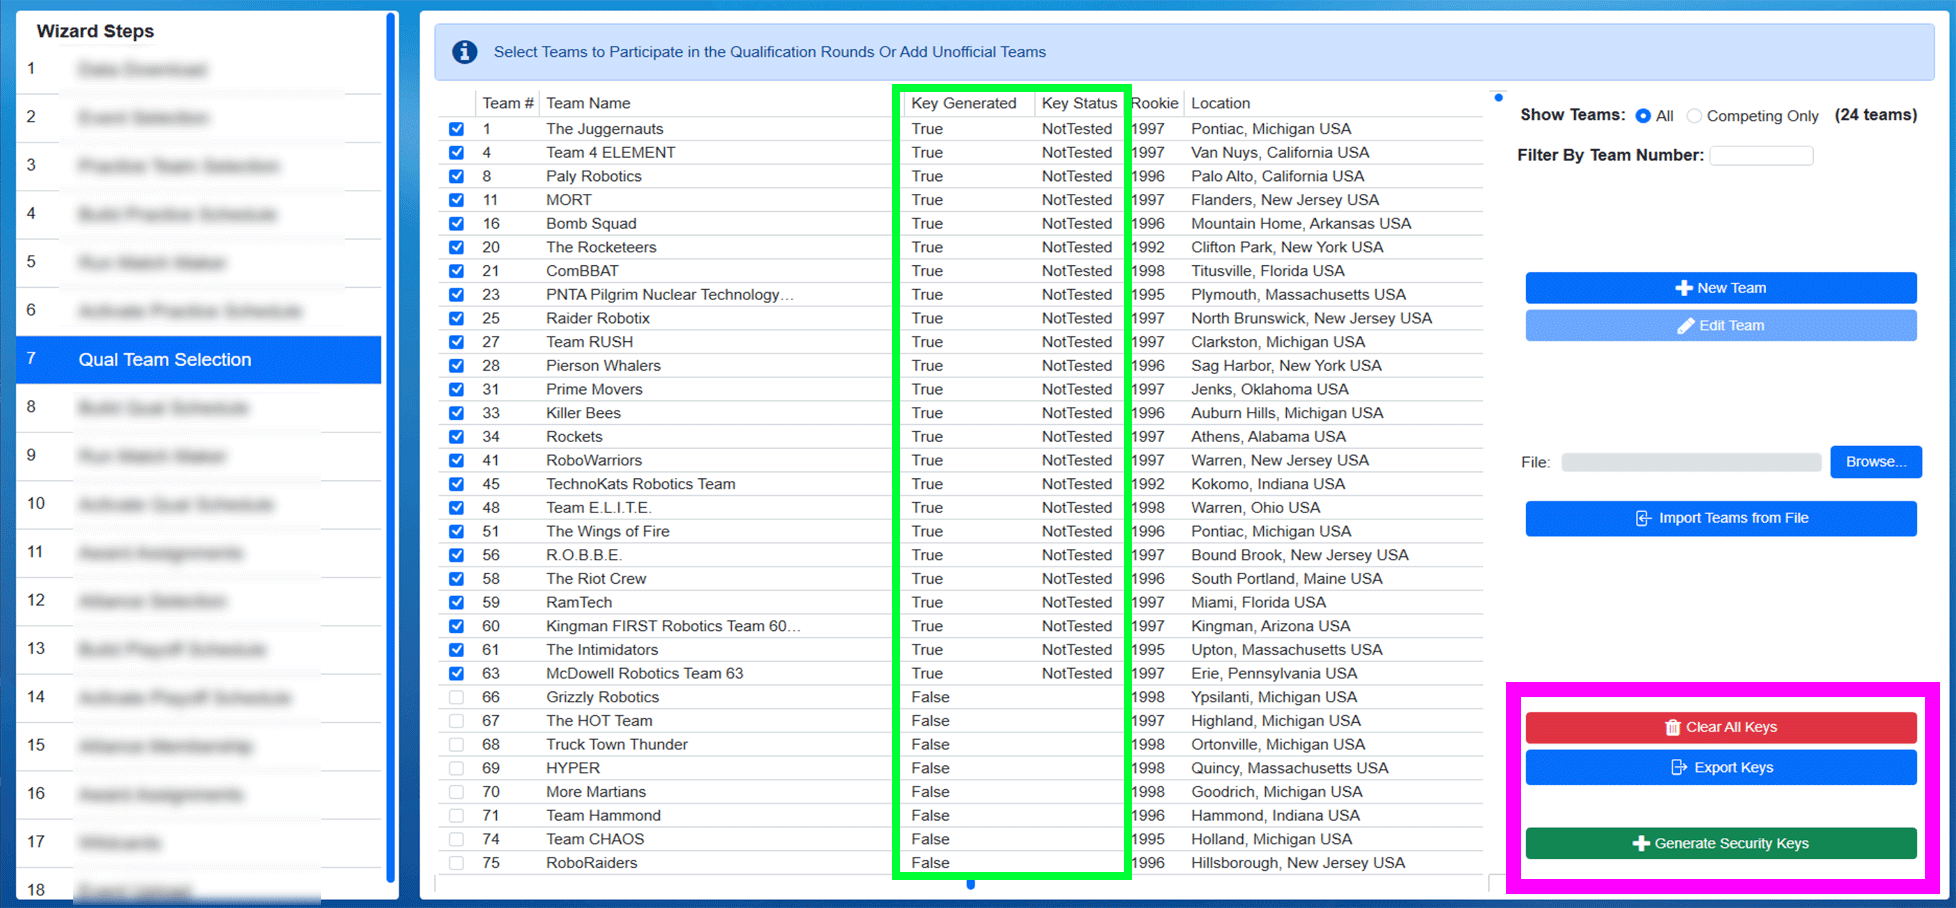 Wizard Steps
1
2
3
4
5
6
7 Qual Team Selection
8
9
10
11
12
13
14
15
16
17
18
Select Teams to Participate in the Qualification Rounds Or Add Unofficial Teams
Team # Team Name Key Generated Key Status Rookie Location
1 The Juggernauts True NotTested 1997 Pontiac, Michigan USA
4 Team 4 ELEMENT True NotTested 1997 Van Nuys, California USA
8 Paly Robotics True NotTested 1996 Palo Alto, California USA
11 MORT True NotTested 1997 Flanders, New Jersey USA
16 Bomb Squad True NotTested 1996 Mountain Home, Arkansas USA
20 The Rocketeers True NotTested 1992 Clifton Park, New York USA
21 ComBBAT True NotTested 1998 Titusville, Florida USA
23 PNTA Pilgrim Nuclear Technology… True NotTested 1995 Plymouth, Massachusetts USA
25 Raider Robotix True NotTested 1997 North Brunswick, New Jersey USA
27 Team RUSH True NotTested 1997 Clarkston, Michigan USA
28 Pierson Whalers True NotTested 1996 Sag Harbor, New York USA
31 Prime Movers True NotTested 1997 Jenks, Oklahoma USA
33 Killer Bees True NotTested 1996 Auburn Hills, Michigan USA
34 Rockets True NotTested 1997 Athens, Alabama USA
41 RoboWarriors True NotTested 1997 Warren, New Jersey USA
45 TechnoKats Robotics Team True NotTested 1992 Kokomo, Indiana USA
48 Team E.L.I.T.E. True NotTested 1998 Warren, Ohio USA
51 The Wings of Fire True NotTested 1996 Pontiac, Michigan USA
56 R.O.B.B.E. True NotTested 1997 Bound Brook, New Jersey USA
58 The Riot Crew True NotTested 1996 South Portland, Maine USA
59 RamTech True NotTested 1997 Miami, Florida USA
60 Kingman FIRST Robotics Team 60… True NotTested 1997 Kingman, Arizona USA
61 The Intimidators True NotTested 1995 Upton, Massachusetts USA
63 McDowell Robotics Team 63 True NotTested 1997 Erie, Pennsylvania USA
66 Grizzly Robotics False 1998 Ypsilanti, Michigan USA
67 The HOT Team False 1997 Highland, Michigan USA
68 Truck Town Thunder False 1998 Ortonville, Michigan USA
69 HYPER False 1998 Quincy, Massachusetts USA
70 More Martians False 1998 Goodrich, Michigan USA
71 Team Hammond False 1996 Hammond, Indiana USA
74 Team CHAOS False 1995 Holland, Michigan USA
75 RoboRaiders False 1996 Hillsborough, New Jersey USA
Show Teams: All Competing Only (24 teams)
Filter By Team Number:
New Team
Edit Team
File: Browse...
Import Teams from File
Clear All Keys
Export Keys
Generate Security Keys